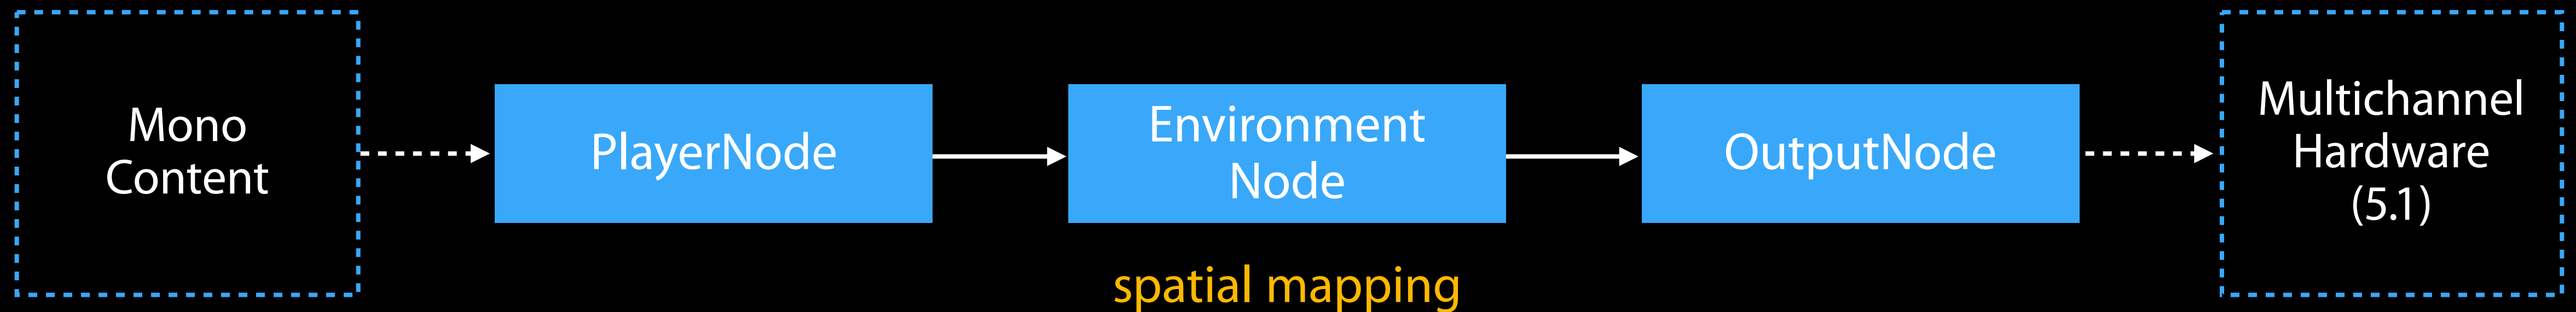 Mono
Content
PlayerNode
Environment
Node
spatial mapping
OutputNode
Multichannel
Hardware
(5.1)